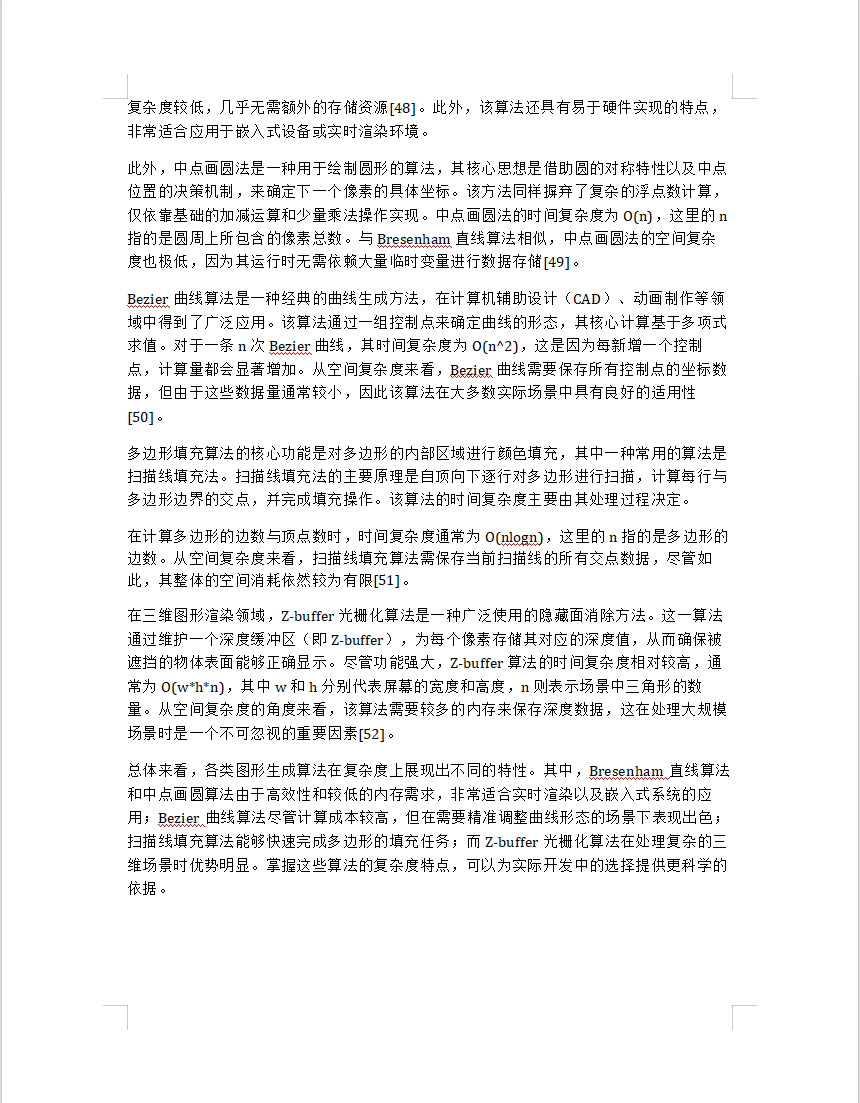 复杂度较低，几乎无需额外的存储资源[48]。此外，该算法还具有易于硬件实现的特点，
非常适合应用于嵌入式设备或实时渲染环境。
此外，中点画圆法是一种用于绘制圆形的算法，其核心思想是借助圆的对称特性以及中点
位置的决策机制，来确定下一个像素的具体坐标。该方法同样摒弃了复杂的浮点数计算，
仅依靠基础的加减运算和少量乘法操作实现。中点画圆法的时间复杂度为 O(n)，这里的 n
指的是圆周上所包含的像素总数。与 Bresenham 直线算法相似，中点画圆法的空间复杂
度也极低，因为其运行时无需依赖大量临时变量进行数据存储[49]。
Bezier 曲线算法是一种经典的曲线生成方法，在计算机辅助设计（CAD）、动画制作等领
域中得到了广泛应用。该算法通过一组控制点来确定曲线的形态，其核心计算基于多项式
求值。对于一条 n 次 Bezier 曲线，其时间复杂度为 O(n^2)，这是因为每新增一个控制
点，计算量都会显著增加。从空间复杂度来看，Bezier 曲线需要保存所有控制点的坐标数
据，但由于这些数据量通常较小，因此该算法在大多数实际场景中具有良好的适用性
[50]。
多边形填充算法的核心功能是对多边形的内部区域进行颜色填充，其中一种常用的算法是
扫描线填充法。扫描线填充法的主要原理是自顶向下逐行对多边形进行扫描，计算每行与
多边形边界的交点，并完成填充操作。该算法的时间复杂度主要由其处理过程决定。
在计算多边形的边数与顶点数时，时间复杂度通常为 O(nlogn)，这里的 n 指的是多边形的
边数。从空间复杂度来看，扫描线填充算法需保存当前扫描线的所有交点数据，尽管如
此，其整体的空间消耗依然较为有限[51]。
在三维图形渲染领域，Z-buffer 光栅化算法是一种广泛使用的隐藏面消除方法。这一算法
通过维护一个深度缓冲区（即 Z-buffer），为每个像素存储其对应的深度值，从而确保被
遮挡的物体表面能够正确显示。尽管功能强大，Z-buffer 算法的时间复杂度相对较高，通
常为 O(w*h*n)，其中 w 和 h 分别代表屏幕的宽度和高度，n 则表示场景中三角形的数
量。从空间复杂度的角度来看，该算法需要较多的内存来保存深度数据，这在处理大规模
场景时是一个不可忽视的重要因素[52]。
总体来看，各类图形生成算法在复杂度上展现出不同的特性。其中，Bresenham 直线算法
和中点画圆算法由于高效性和较低的内存需求，非常适合实时渲染以及嵌入式系统的应
用；Bezier 曲线算法尽管计算成本较高，但在需要精准调整曲线形态的场景下表现出色；
扫描线填充算法能够快速完成多边形的填充任务；而 Z-buffer 光栅化算法在处理复杂的三
维场景时优势明显。掌握这些算法的复杂度特点，可以为实际开发中的选择提供更科学的
依据。